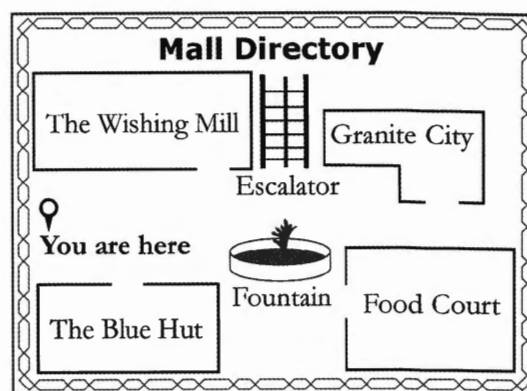 Mall Directory
The Wishing Mill
Granite City
Escalator
You are here
Fountain
Food Court
The Blue Hut